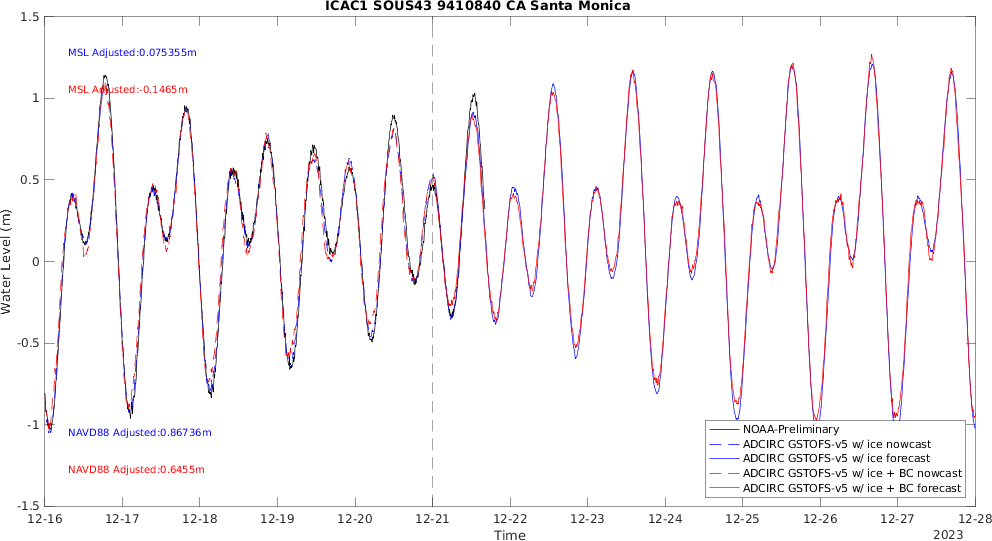 ICAC1 SOUS43 9410840 CA Santa Monica
1.5
MSL Adjusted:0.075355m
MSL Adjusted:-0.1465m
1
0.5
0
-0.5
-1
-1.5
Water Level (m)
NAVD88 Adjusted:0.86736m
NAVD88 Adjusted:0.6455m
NOAA-Preliminary
ADCIRC GSTOFS-v5 w/ ice nowcast
ADCIRC GSTOFS-v5 w/ ice forecast
ADCIRC GSTOFS-v5 w/ ice + BC nowcast
ADCIRC GSTOFS-v5 w/ ice + BC forecast
12-16 12-17 12-18 12-19 12-20 12-21 12-22 12-23 12-24 12-25 12-26 12-27 12-28
Time
2023